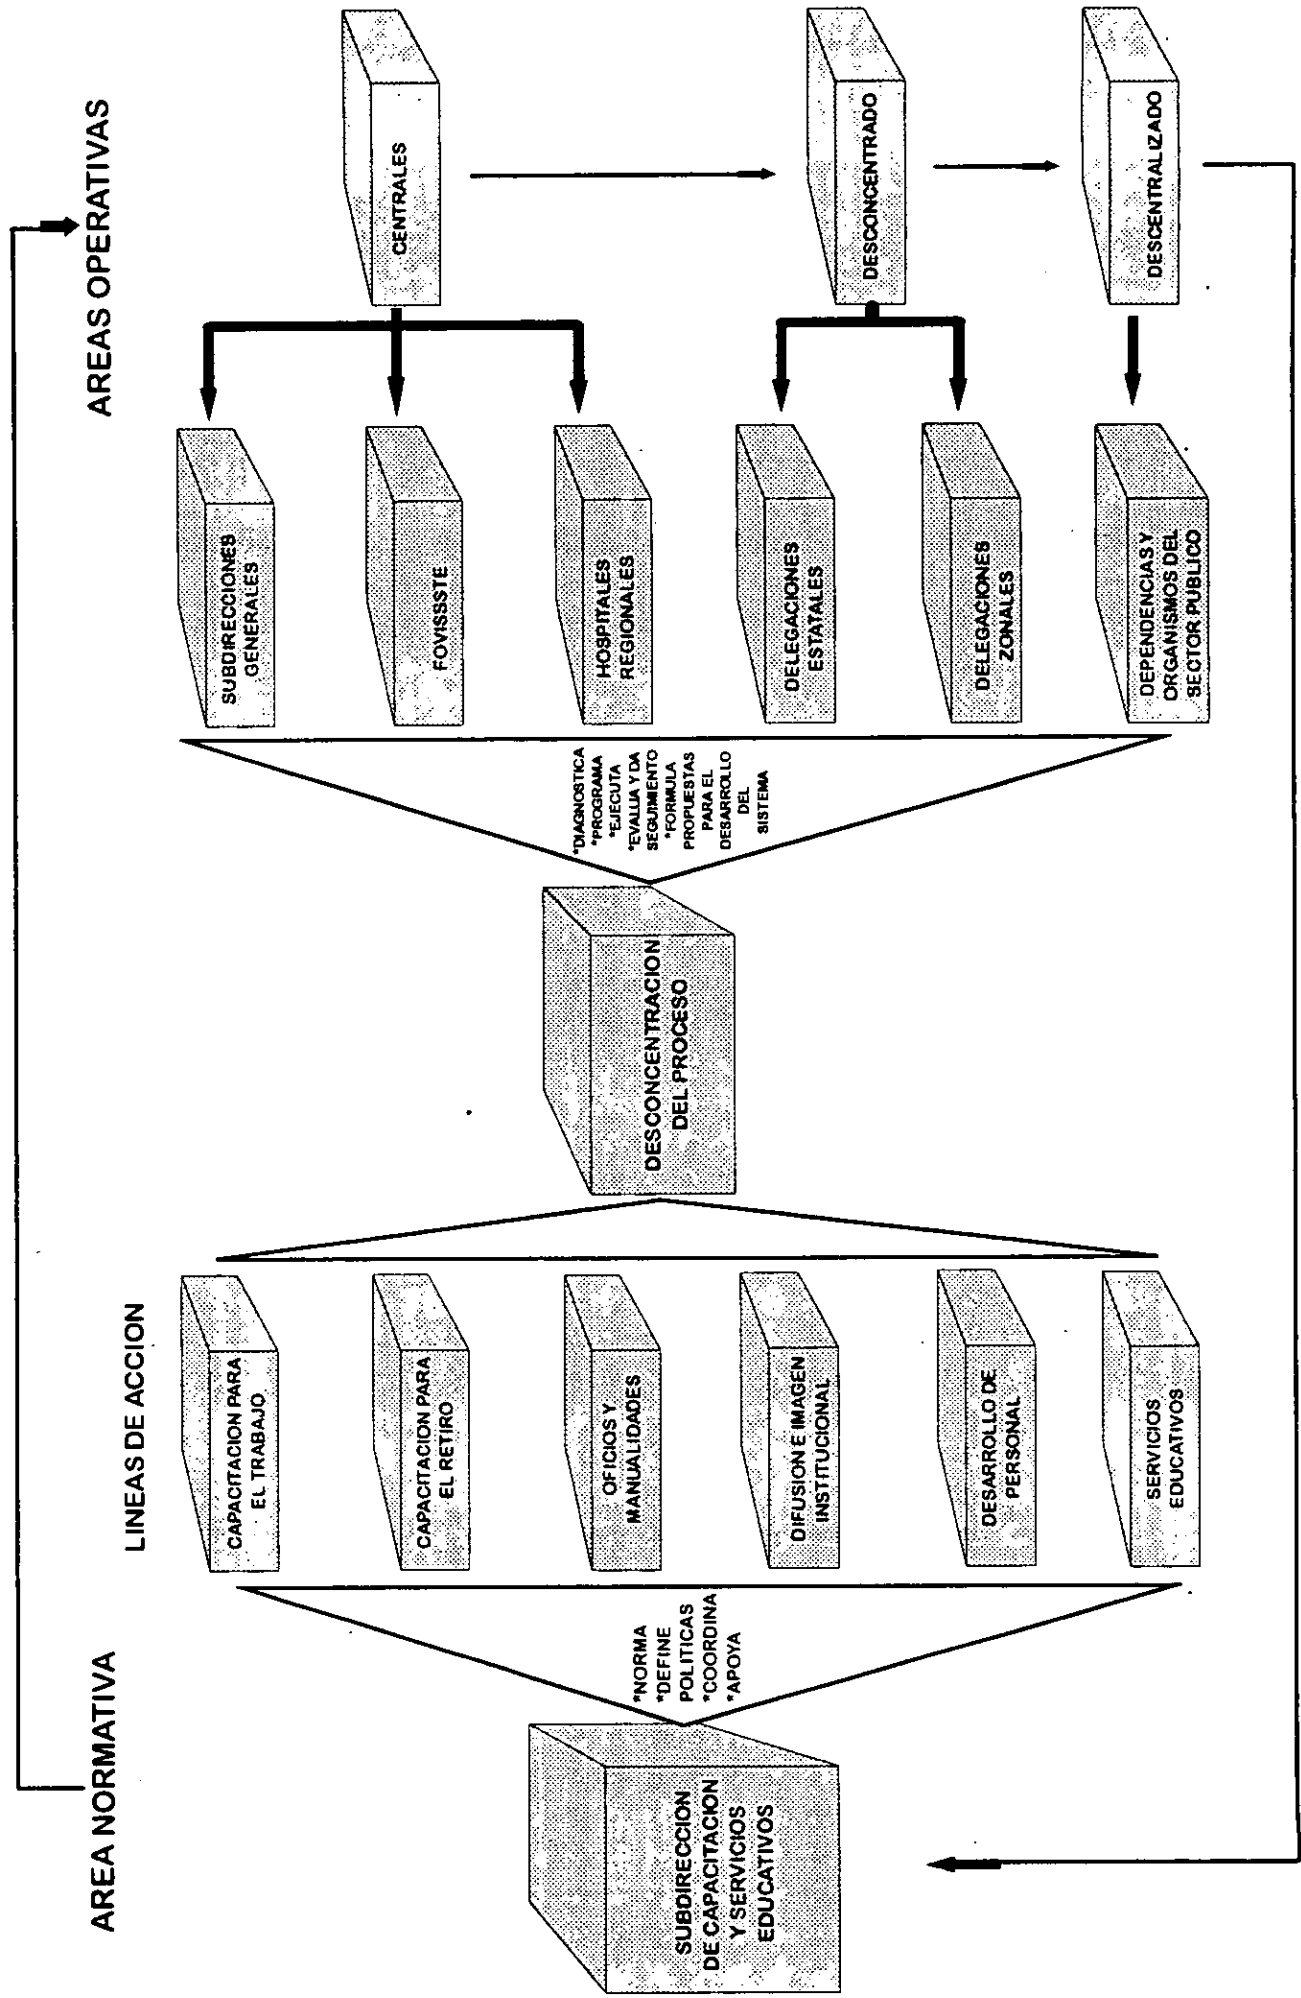 AREA NORMATIVA
LINEAS DE ACCION
AREAS OPERATIVAS
SUBDIRECCION
DE CAPACITACION
Y SERVICIOS
EDUCATIVOS
*NORMA
*DEFINE
POLITICAS
*COORDINA
*APOYA
CAPACITACION PARA
EL TRABAJO
CAPACITACION PARA
EL RETIRO
OFICIOS Y
MANUALIDADES
DIFUSION E IMAGEN
INSTITUCIONAL
DESARROLLO DE
PERSONAL
SERVICIOS
EDUCATIVOS
DESCONCENTRACION
DEL PROCESO
*DIAGNOSTICA
*PROGRAMA
*EJECUTA
*EVALUA Y DA
SEGUIMIENTO
*FORMULA
PROPUESTAS
PARA EL
DESARROLLO
DEL
SISTEMA
SUBDIRECCIONES
GENERALES
FOVISSSTE
HOSPITALES
REGIONALES
DELEGACIONES
ESTATALES
DELEGACIONES
ZONALES
DEPENDENCIAS Y
ORGANISMOS DEL
SECTOR PUBLICO
CENTRALES
DESCONCENTRADO
DESCENTRALIZADO